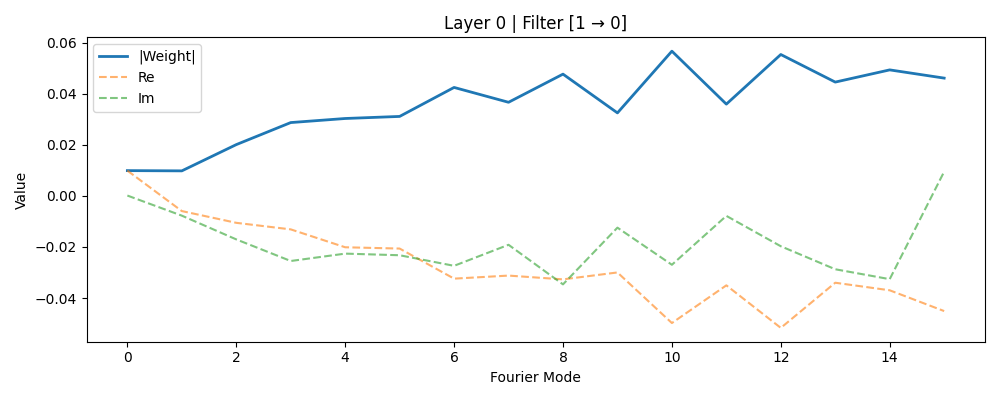 Layer 0 | Filter [1 → 0]
|Weight|
Re
Im
0.06
0.04
0.02
0.00
−0.02
−0.04
Value
0 2 4 6 8 10 12 14
Fourier Mode